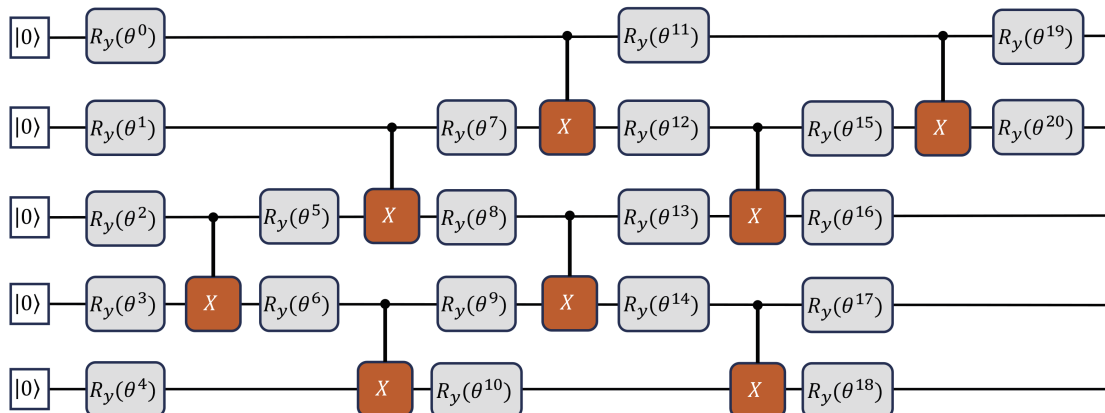 |0⟩ R_y(θ^0) R_y(θ^11) R_y(θ^19)
X X
|0⟩ R_y(θ^1) R_y(θ^7) R_y(θ^12) R_y(θ^15) R_y(θ^20)
X X
|0⟩ R_y(θ^2) R_y(θ^5) R_y(θ^8) R_y(θ^13) R_y(θ^16)
X X
|0⟩ R_y(θ^3) R_y(θ^6) R_y(θ^9) R_y(θ^14) R_y(θ^17)
X X
|0⟩ R_y(θ^4) R_y(θ^10) R_y(θ^18)